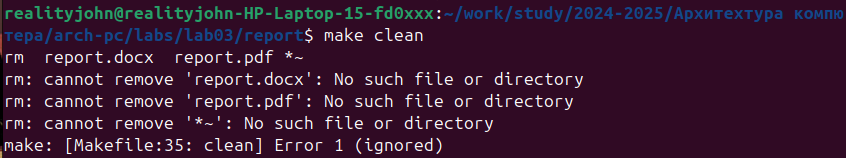 realityjohn@realityjohn-HP-Laptop-15-fd0xxx:~/work/study/2024-2025/Архитехтура компю
тера/arch-pc/labs/lab03/report$ make clean
rm  report.docx  report.pdf *~
rm: cannot remove 'report.docx': No such file or directory
rm: cannot remove 'report.pdf': No such file or directory
rm: cannot remove '*~': No such file or directory
make: [Makefile:35: clean] Error 1 (ignored)